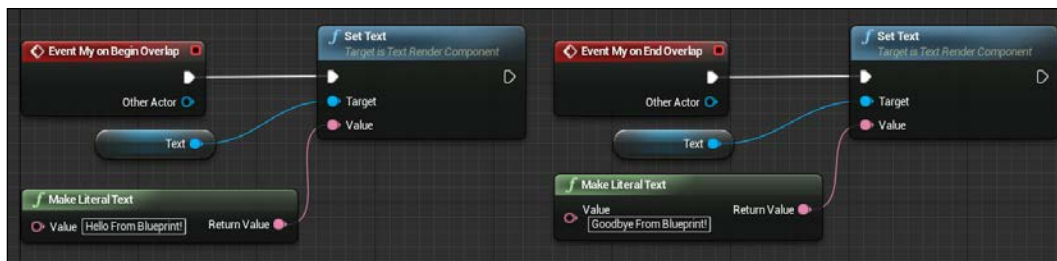 Event My on Begin Overlap
Other Actor
Text
Set Text
Target is Text Render Component
Target
Value
Make Literal Text
Value Hello From Blueprint! Return Value
Event My on End Overlap
Other Actor
Text
Set Text
Target is Text Render Component
Target
Value
Make Literal Text
Value Return Value
Goodbye From Blueprint!